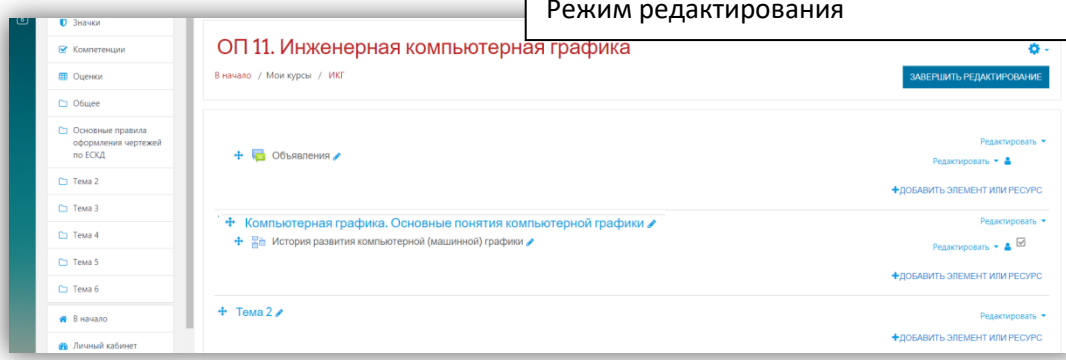 Режим редактирования
Значки
Компетенции
Оценки
Общее
Основные правила
оформления чертежей
по ЕСКД
Тема 2
Тема 3
Тема 4
Тема 5
Тема 6
В начало
Личный кабинет
ОП 11. Инженерная компьютерная графика
В начало / Мои курсы / ИКГ
ЗАВЕРШИТЬ РЕДАКТИРОВАНИЕ
Объявления
Редактировать
Редактировать
+ДОБАВИТЬ ЭЛЕМЕНТ ИЛИ РЕСУРС
Компьютерная графика. Основные понятия компьютерной графики
Редактировать
История развития компьютерной (машинной) графики
Редактировать
+ДОБАВИТЬ ЭЛЕМЕНТ ИЛИ РЕСУРС
Тема 2
Редактировать
+ДОБАВИТЬ ЭЛЕМЕНТ ИЛИ РЕСУРС